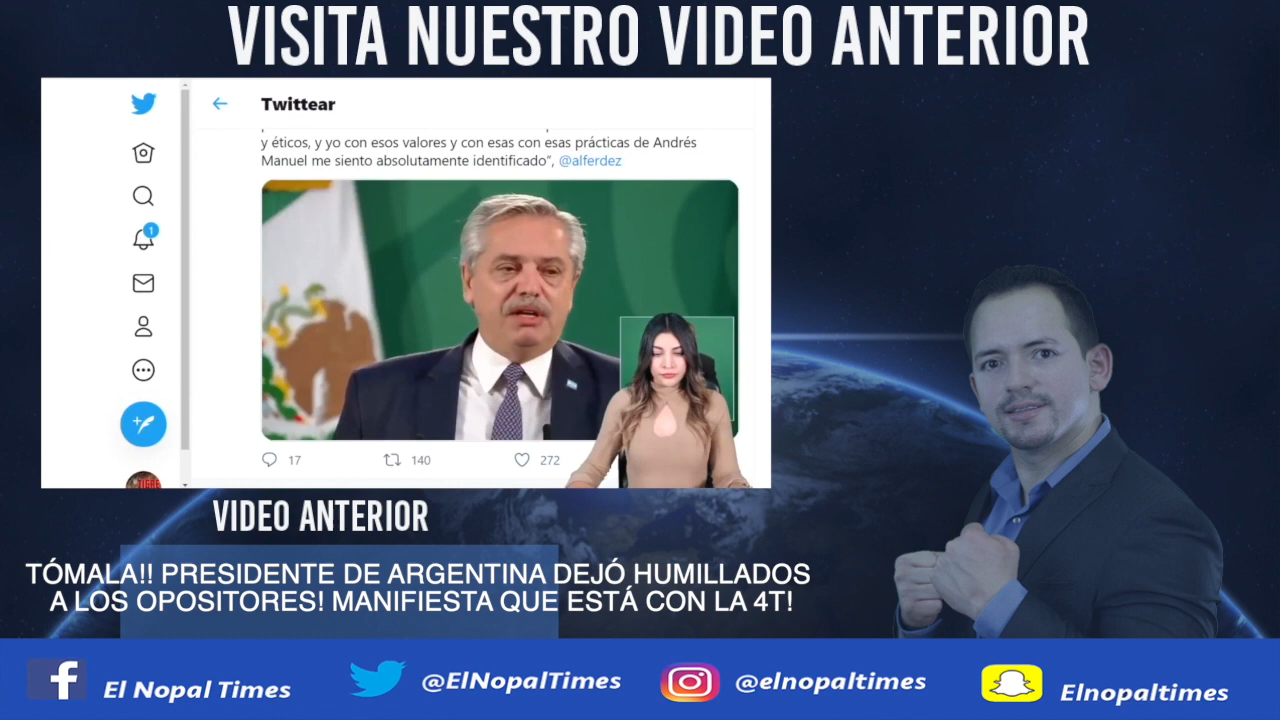 VISITA NUESTRO VIDEO ANTERIOR
Twittear
y éticos, y yo con esos valores y con esas con esas prácticas de Andrés
Manuel me siento absolutamente identificado”, @alferdez
1
17
140
272
TIGRE
VIDEO ANTERIOR
TÓMALA!! PRESIDENTE DE ARGENTINA DEJÓ HUMILLADOS
A LOS OPOSITORES! MANIFIESTA QUE ESTÁ CON LA 4T!
El Nopal Times
@ElNopalTimes
@elnopaltimes
Elnopaltimes